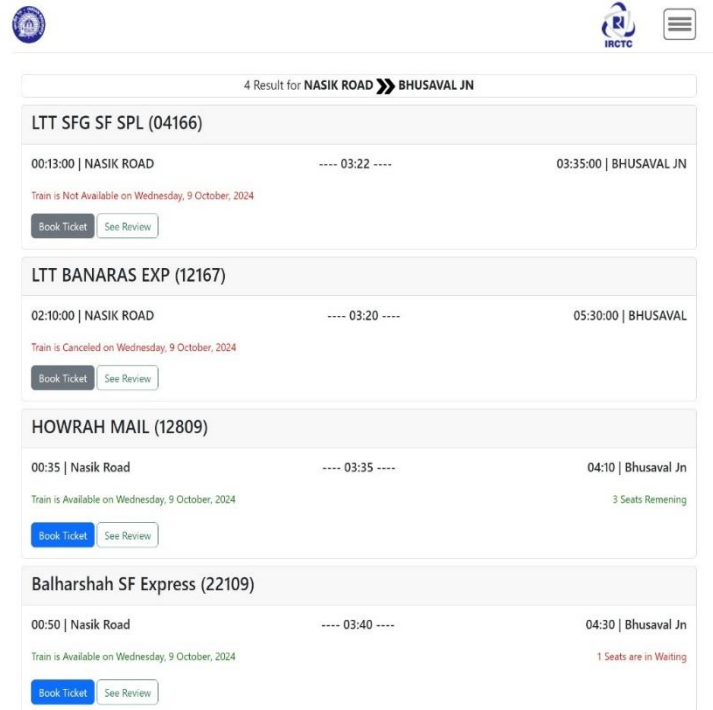 IRCTC
4 Result for NASIK ROAD BHUSAVAL JN
LTT SFG SF SPL (04166)
00:13:00 | NASIK ROAD ---- 03:22 ---- 03:35:00 | BHUSAVAL JN
Train is Not Available on Wednesday, 9 October, 2024
Book Ticket See Review
LTT BANARAS EXP (12167)
02:10:00 | NASIK ROAD ---- 03:20 ---- 05:30:00 | BHUSAVAL
Train is Canceled on Wednesday, 9 October, 2024
Book Ticket See Review
HOWRAH MAIL (12809)
00:35 | Nasik Road ---- 03:35 ---- 04:10 | Bhusaval Jn
Train is Available on Wednesday, 9 October, 2024 3 Seats Remening
Book Ticket See Review
Balharshah SF Express (22109)
00:50 | Nasik Road ---- 03:40 ---- 04:30 | Bhusaval Jn
Train is Available on Wednesday, 9 October, 2024 1 Seats are in Waiting
Book Ticket See Review